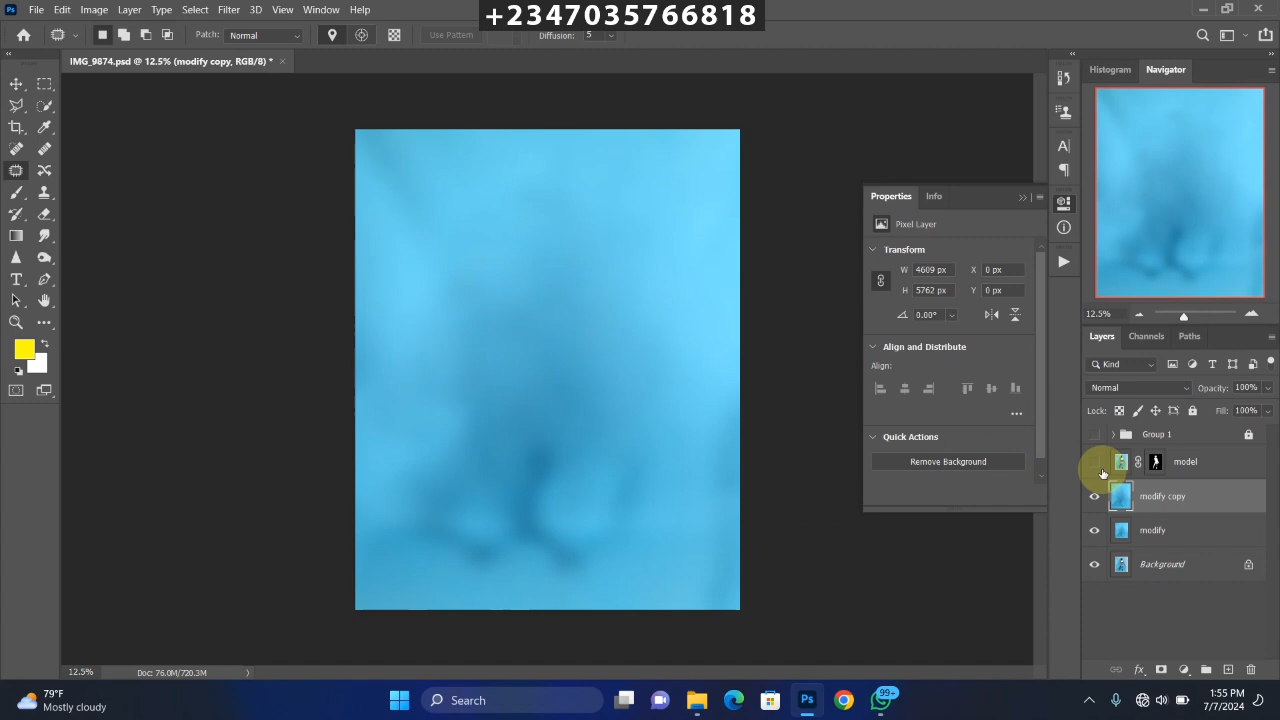 +2347035766818
Ps File Edit Image Layer Type Select Filter 3D View Window Help
Patch: Normal Use Pattern Diffusion: 5
IMG_9874.psd @ 12.5% (modify copy, RGB/8) *
Histogram Navigator
Properties Info
Pixel Layer
Transform
W 4609 px X 0 px
H 5762 px Y 0 px
0.00°
12.5%
Layers Channels Paths
Align and Distribute
Kind
Align:
Normal Opacity: 100%
Lock: Fill: 100%
Group 1
Quick Actions
Remove Background
model
modify copy
modify
Background
12.5% Doc: 76.0M/720.3M
79°F
Mostly cloudy
Search
Ps
99+
1:55 PM
7/7/2024